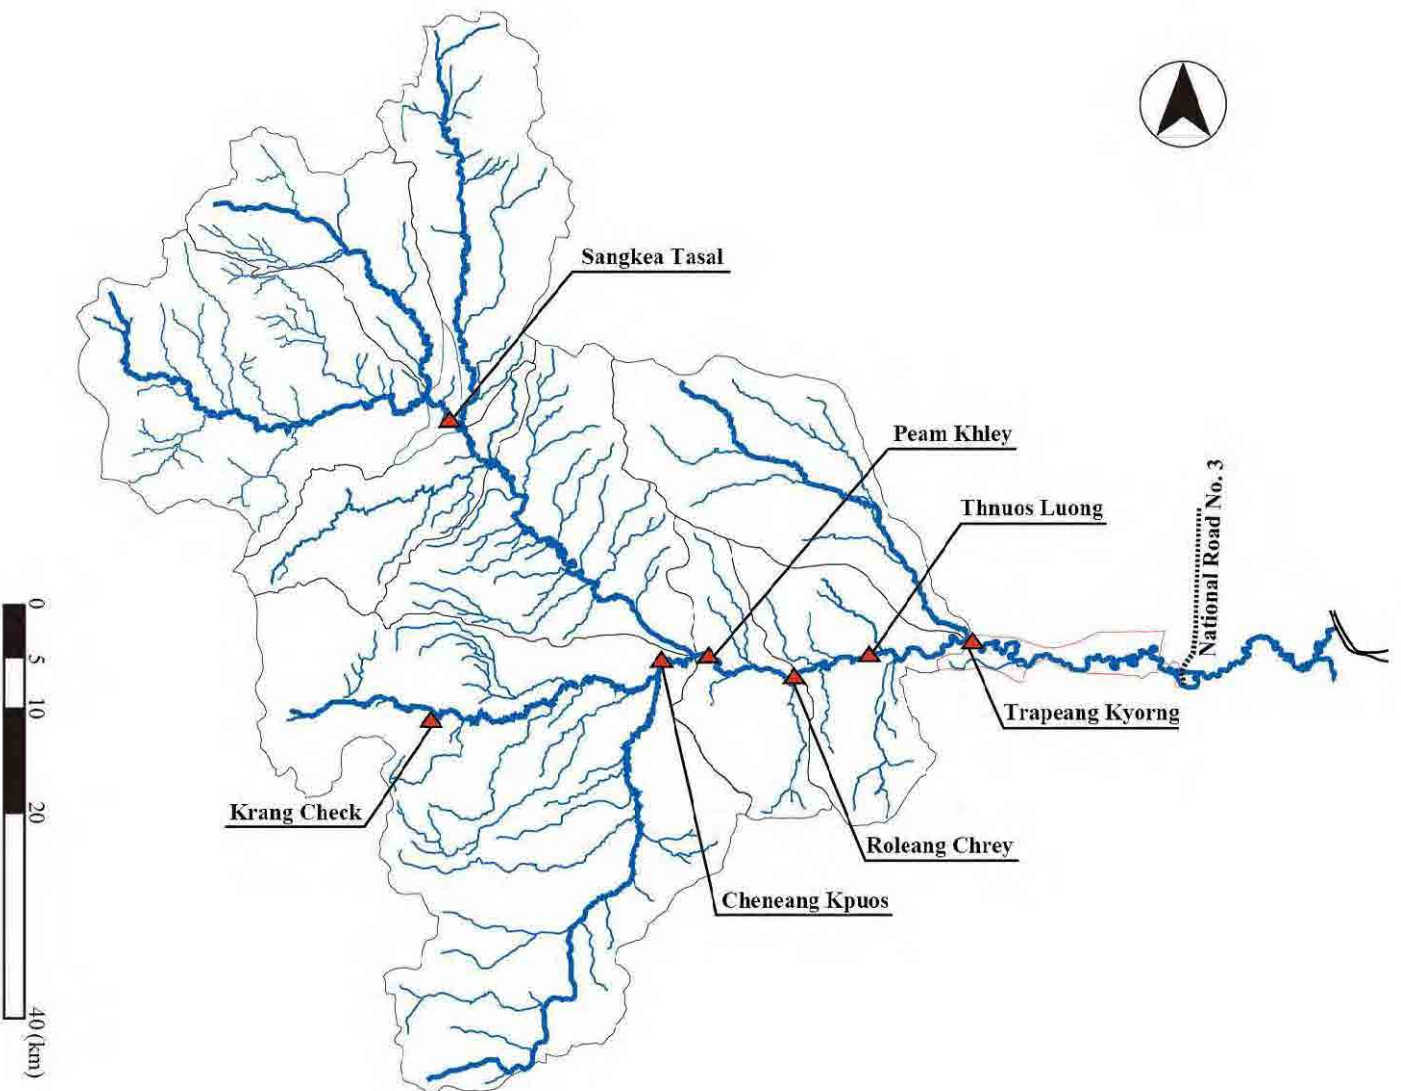 Sangkea Tasal
Peam Khley
Thnuos Luong
National Road No. 3
Trapeang Kyorng
Krang Check
Roleang Chrey
Cheneang Kpuos
0
5
10
20
40 (km)